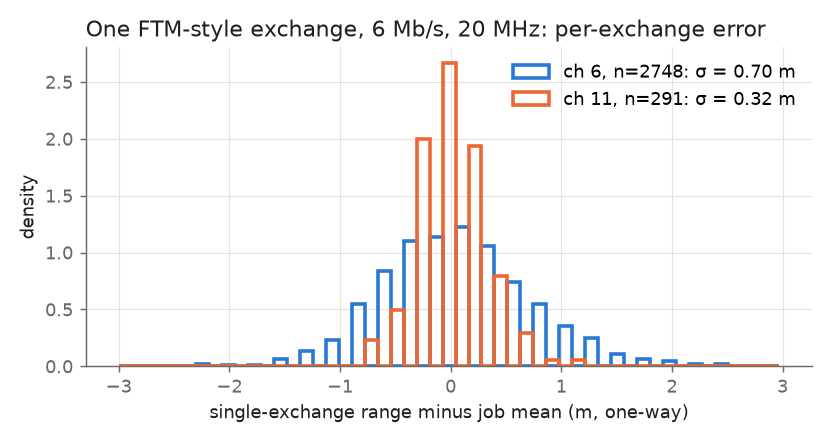 One FTM-style exchange, 6 Mb/s, 20 MHz: per-exchange error
ch 6, n=2748: σ = 0.70 m
ch 11, n=291: σ = 0.32 m
density
2.5
2.0
1.5
1.0
0.5
0.0
−3
−2
−1
0
1
2
3
single-exchange range minus job mean (m, one-way)